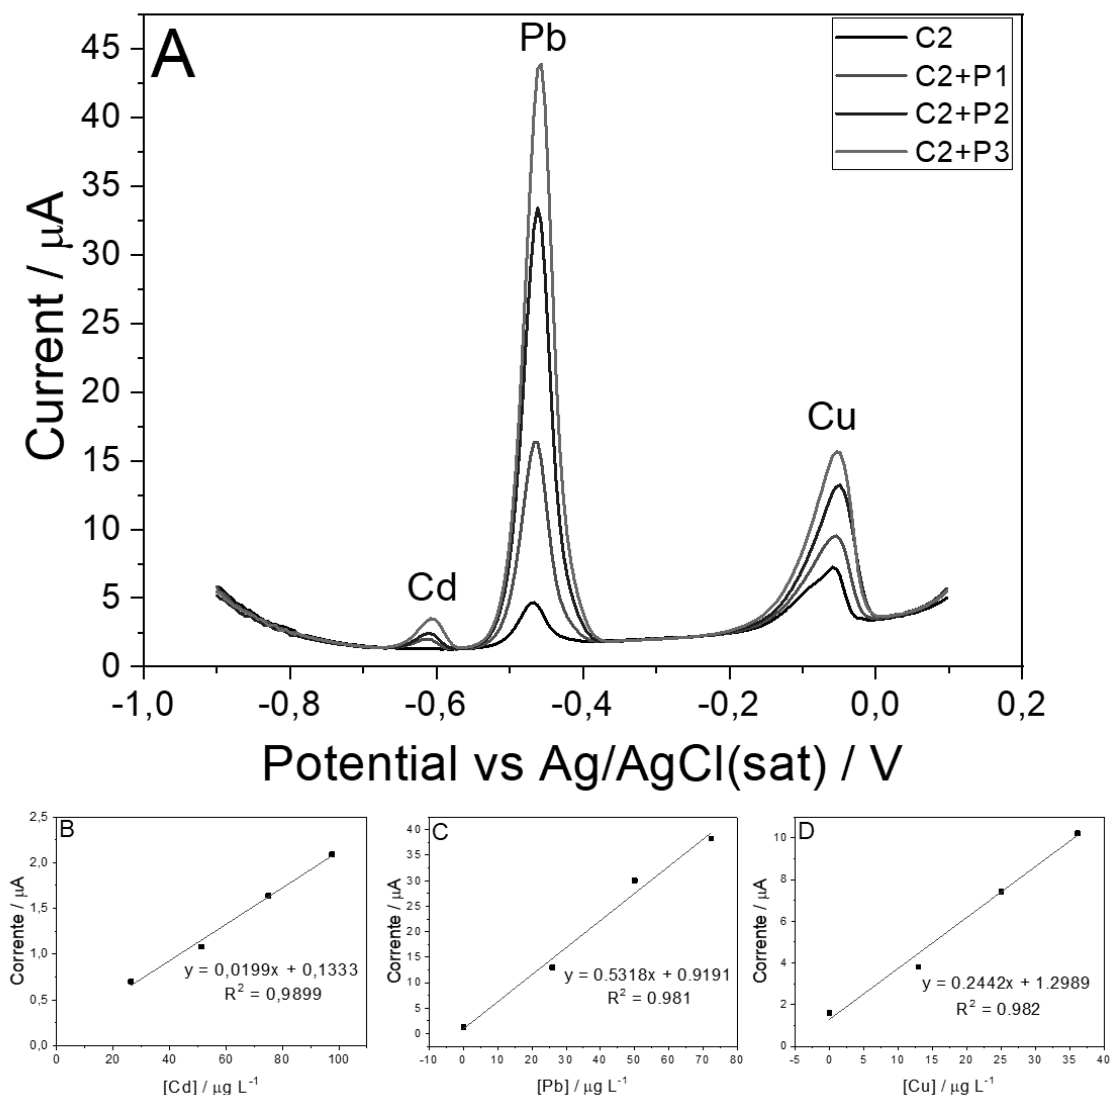 A
Pb
Cd
Cu
C2
C2+P1
C2+P2
C2+P3
45
40
35
30
25
20
15
10
5
0
Current / μA
-1,0 -0,8 -0,6 -0,4 -0,2 0,0 0,2
Potential vs Ag/AgCl(sat) / V
B
2,5
2,0
1,5
1,0
0,5
0,0
Corrente / μA
y = 0,0199x + 0,1333
R² = 0,9899
0 20 40 60 80 100
[Cd] / μg L⁻¹
C
40
35
30
25
20
15
10
5
0
Corrente / μA
y = 0.5318x + 0.9191
R² = 0.981
-10 0 10 20 30 40 50 60 70 80
[Pb] / μg L⁻¹
D
10
8
6
4
2
0
Corrente / μA
y = 0.2442x + 1.2989
R² = 0.982
-5 0 5 10 15 20 25 30 35 40
[Cu] / μg L⁻¹